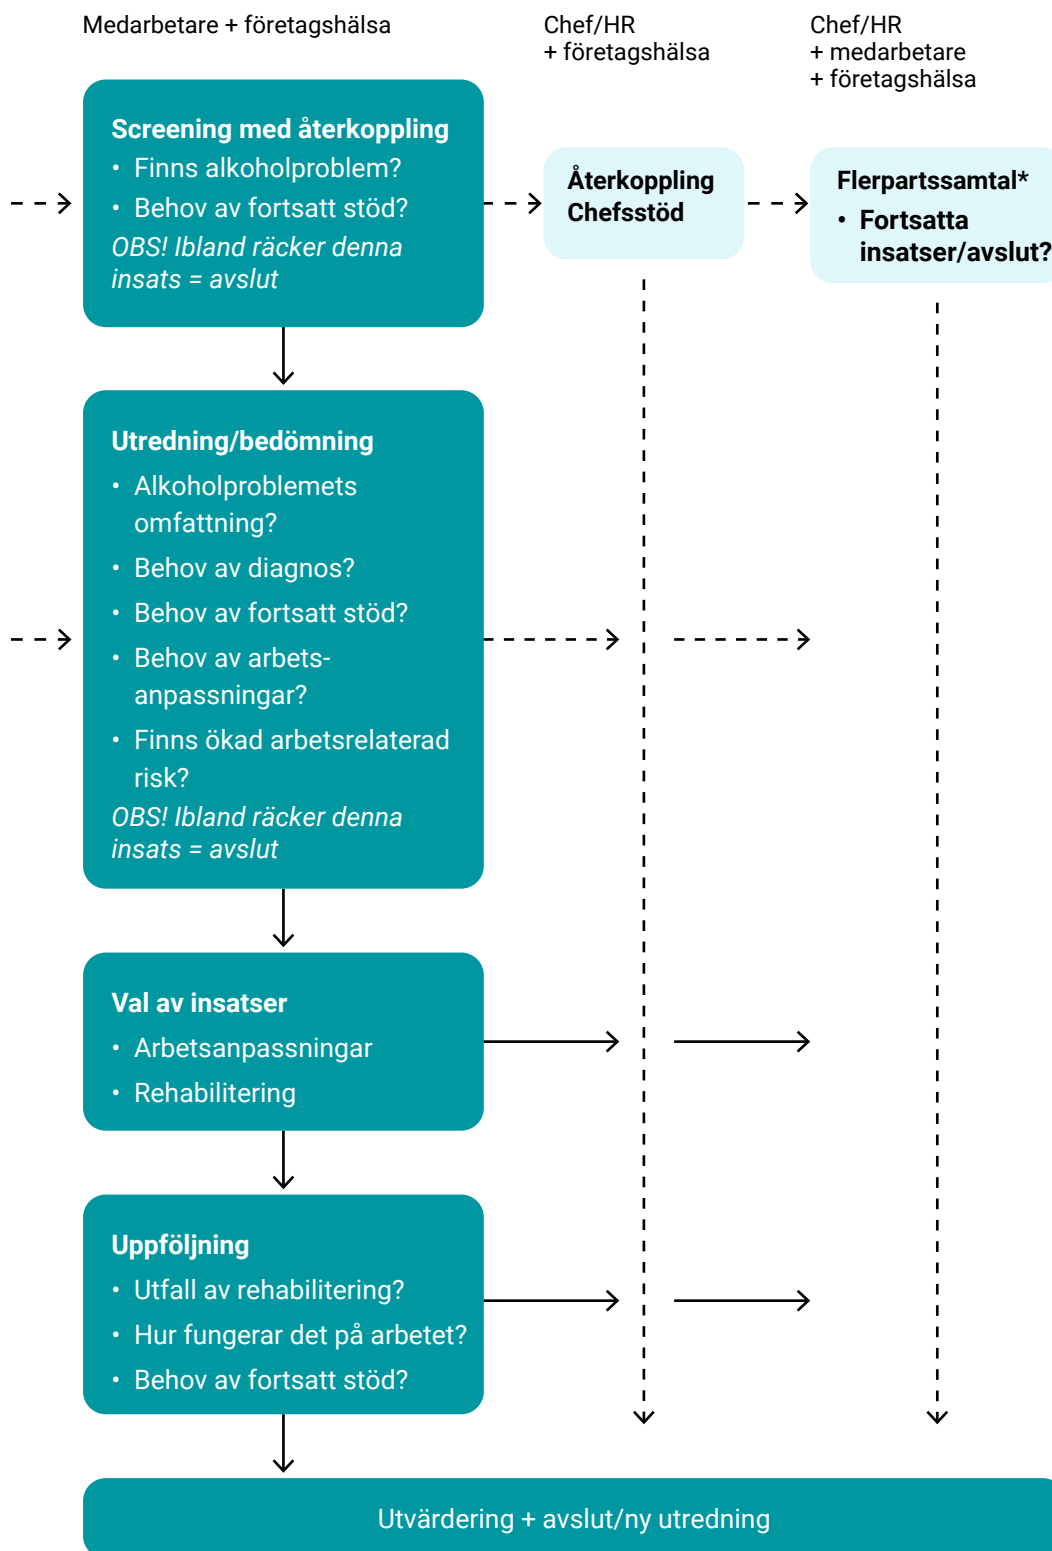 Medarbetare + företagshälsa
Chef/HR
+ företagshälsa
Chef/HR
+ medarbetare
+ företagshälsa
Screening med återkoppling
• Finns alkoholproblem?
• Behov av fortsatt stöd?
OBS! Ibland räcker denna
insats = avslut
Återkoppling
Chefsstöd
Flerpartssamtal*
• Fortsatta
insatser/avslut?
Utredning/bedömning
• Alkoholproblemets
omfattning?
• Behov av diagnos?
• Behov av fortsatt stöd?
• Behov av arbets-
anpassningar?
• Finns ökad arbetsrelaterad
risk?
OBS! Ibland räcker denna
insats = avslut
Val av insatser
• Arbetsanpassningar
• Rehabilitering
Uppföljning
• Utfall av rehabilitering?
• Hur fungerar det på arbetet?
• Behov av fortsatt stöd?
Utvärdering + avslut/ny utredning